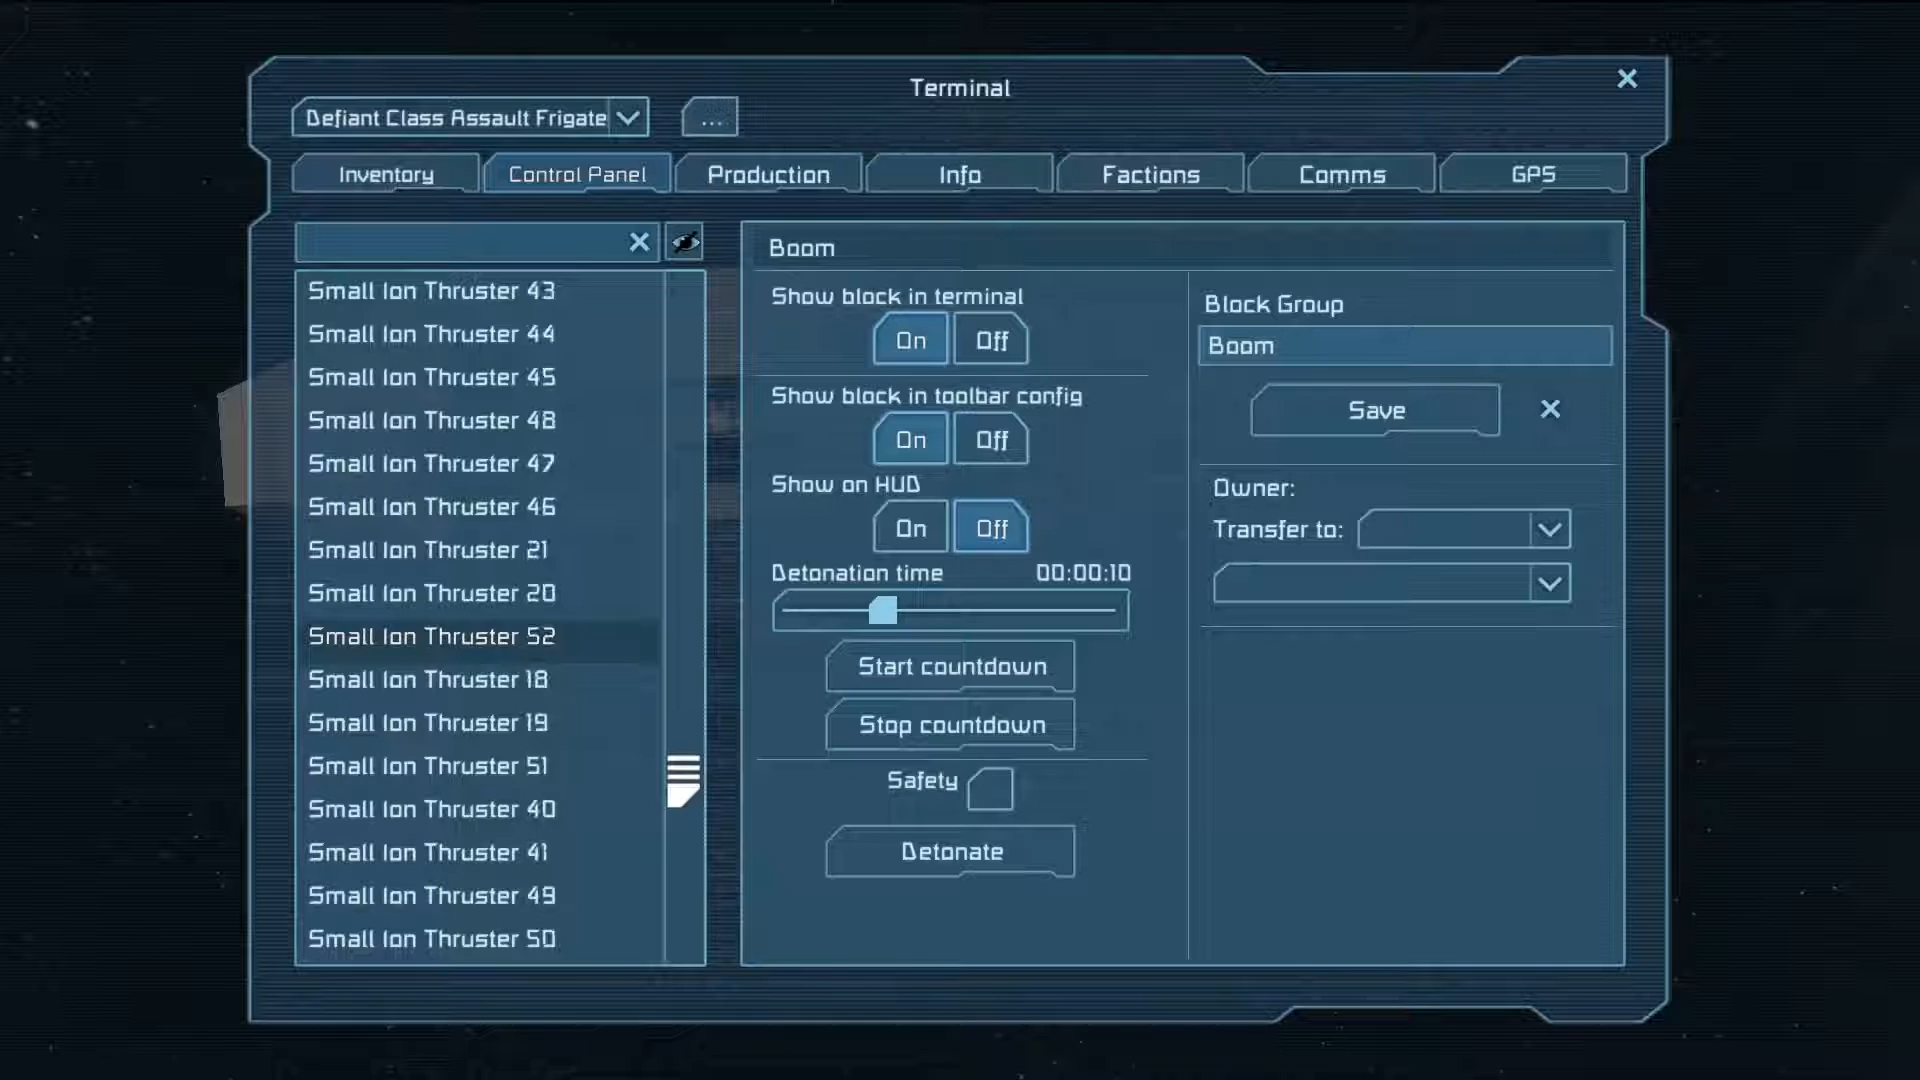 Terminal
Defiant Class Assault Frigate
...
Inventory
Control Panel
Production
Info
Factions
Comms
GPS
Small Ion Thruster 43
Small Ion Thruster 44
Small Ion Thruster 45
Small Ion Thruster 48
Small Ion Thruster 47
Small Ion Thruster 46
Small Ion Thruster 21
Small Ion Thruster 20
Small Ion Thruster 52
Small Ion Thruster 18
Small Ion Thruster 19
Small Ion Thruster 51
Small Ion Thruster 40
Small Ion Thruster 41
Small Ion Thruster 49
Small Ion Thruster 50
Boom
Show block in terminal
On Off
Show block in toolbar config
On Off
Show on HUD
On Off
Detonation time 00:00:10
Start countdown
Stop countdown
Safety
Detonate
Block Group
Boom
Save
Owner:
Transfer to: